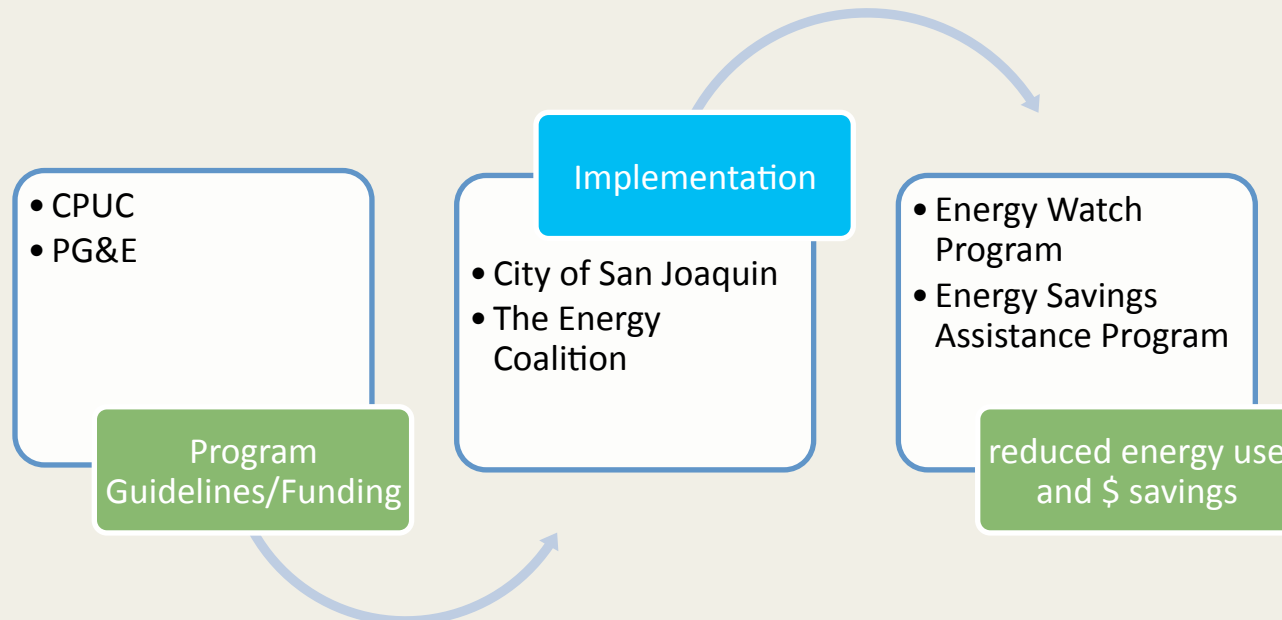 • CPUC
• PG&E
Program
Guidelines/Funding
Implementation
• City of San Joaquin
• The Energy
Coalition
• Energy Watch
Program
• Energy Savings
Assistance Program
reduced energy use
and $ savings